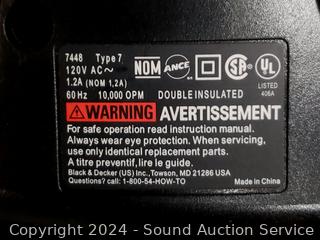 7448 Type 7
120V AC~
1.2A (NOM 1,2A)
60 Hz 10,000 OPM
NOM ANCE SA UL
LISTED
406A
DOUBLE INSULATED
WARNING AVERTISSEMENT
For safe operation read instruction manual.
Always wear eye protection. When servicing,
use only identical replacement parts.
A titre preventif, lire le guide.
Black & Decker (US) Inc., Towson, MD 21286 USA
Questions? call: 1-800-54-HOW-TO
Made in China
Copyright 2024 - Sound Auction Service